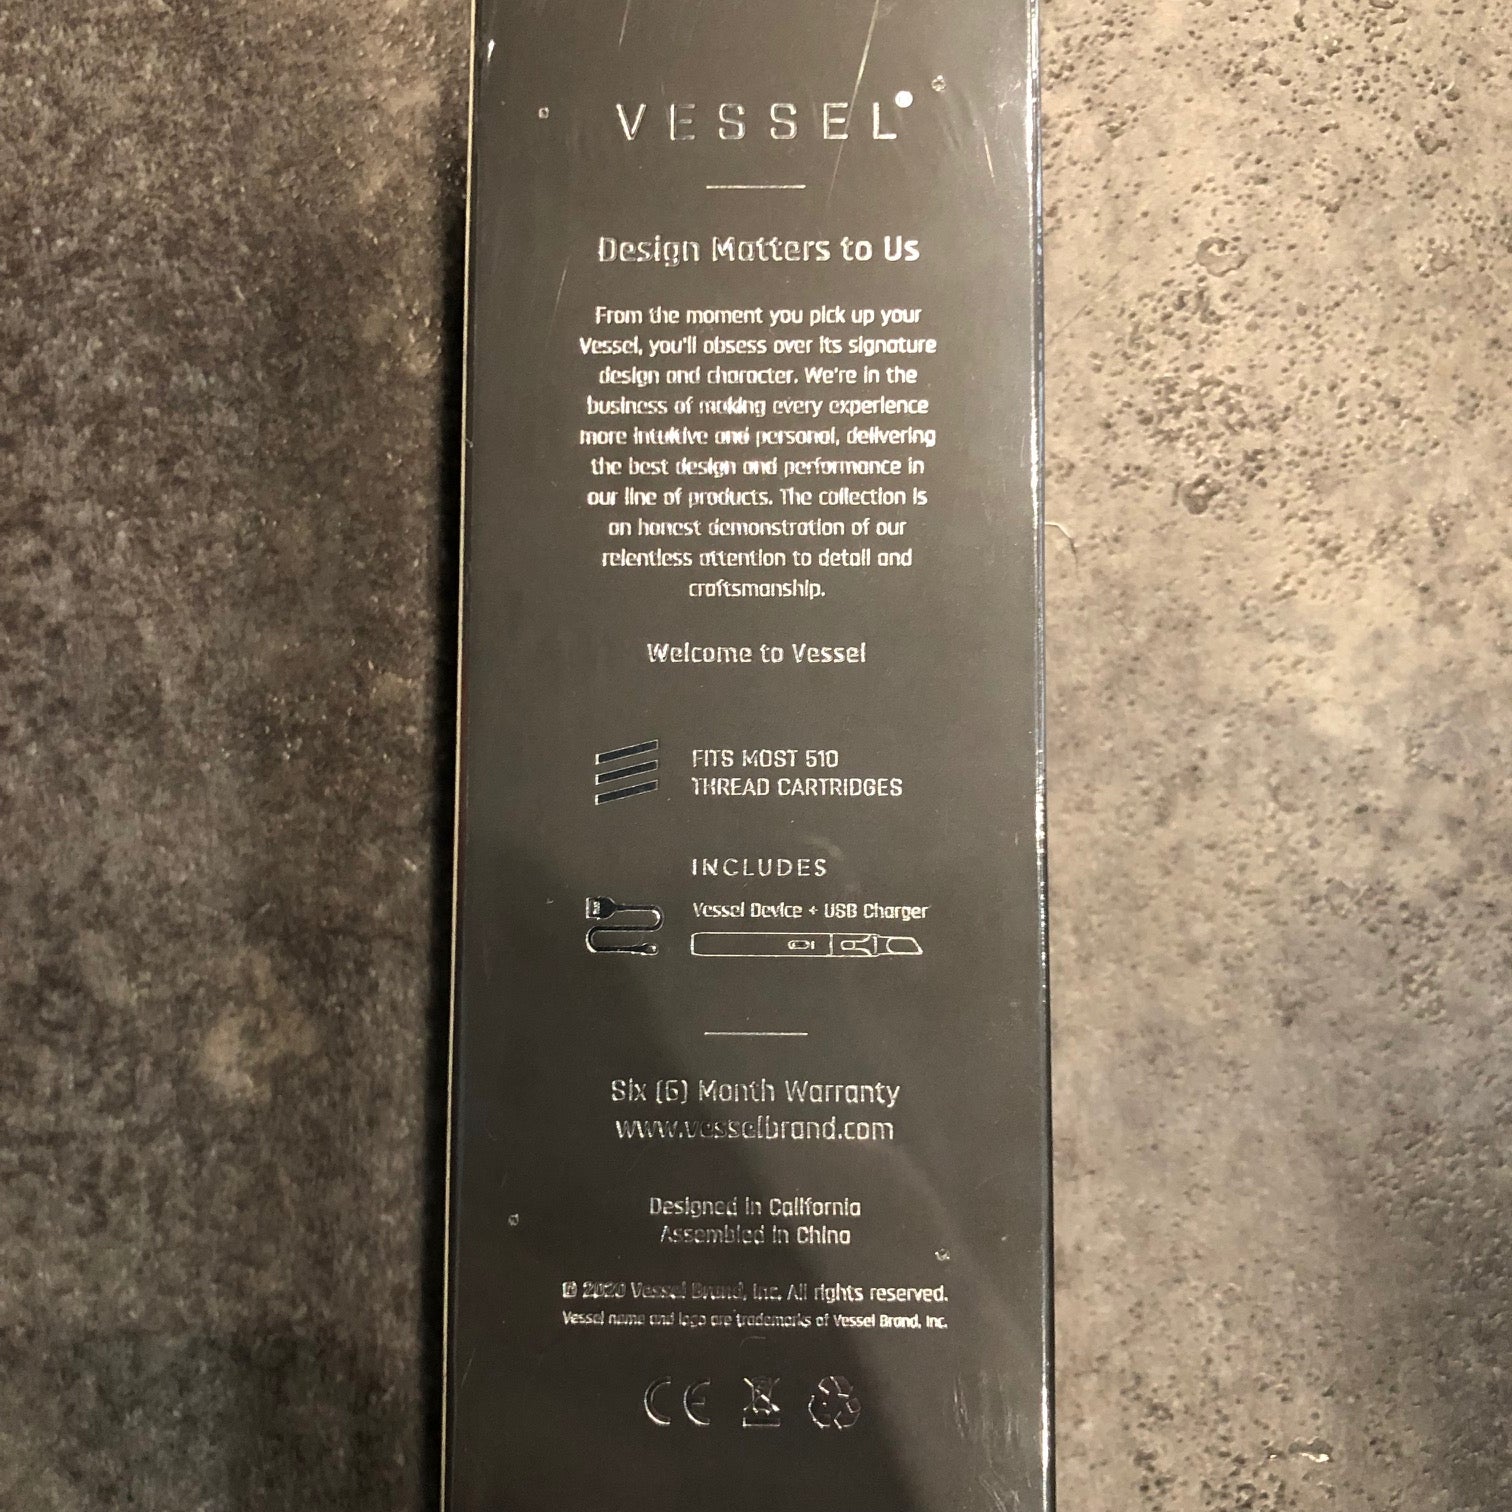 VESSEL
Design Matters to Us
From the moment you pick up your
Vessel, you'll obsess over its signature
design and character. We're in the
business of making every experience
more intuitive and personal, delivering
the best design and performance in
our line of products. The collection is
an honest demonstration of our
relentless attention to detail and
craftsmanship.
Welcome to Vessel
FITS MOST 510
THREAD CARTRIDGES
INCLUDES
Vessel Device + USB Charger
Six (6) Month Warranty
www.vesselbrand.com
Designed in California
Assembled in China
© 2020 Vessel Brand, Inc. All rights reserved.
Vessel name and logo are trademarks of Vessel Brand, Inc.
CE